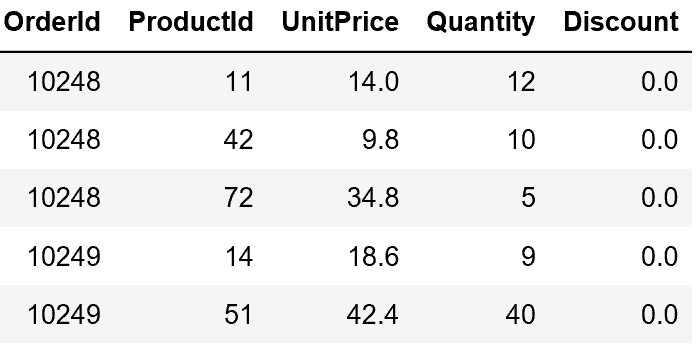 OrderId ProductId UnitPrice Quantity Discount
10248 11 14.0 12 0.0
10248 42 9.8 10 0.0
10248 72 34.8 5 0.0
10249 14 18.6 9 0.0
10249 51 42.4 40 0.0